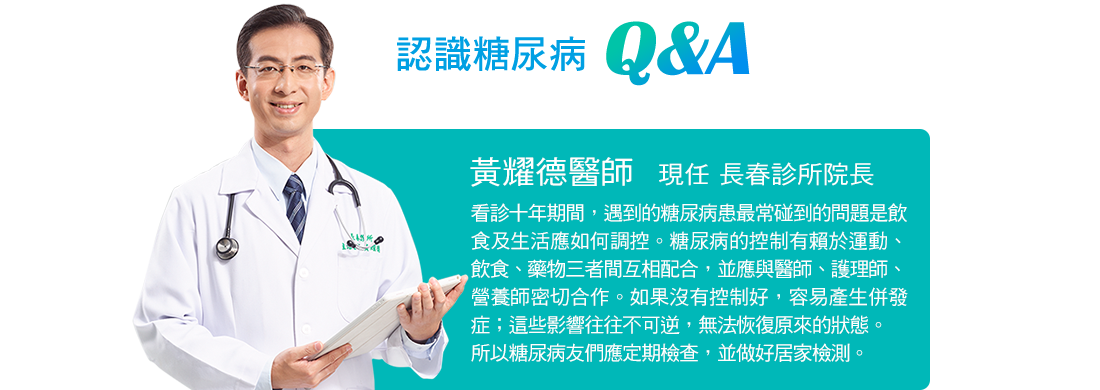 認識糖尿病 Q&A
黃耀德醫師 現任 長春診所院長
看診十年期間，遇到的糖尿病患最常碰到的問題是飲
食及生活應如何調控。糖尿病的控制有賴於運動、
飲食、藥物三者間互相配合，並應與醫師、護理師、
營養師密切合作。如果沒有控制好，容易產生併發
症；這些影響往往不可逆，無法恢復原來的狀態。
所以糖尿病友們應定期檢查，並做好居家檢測。